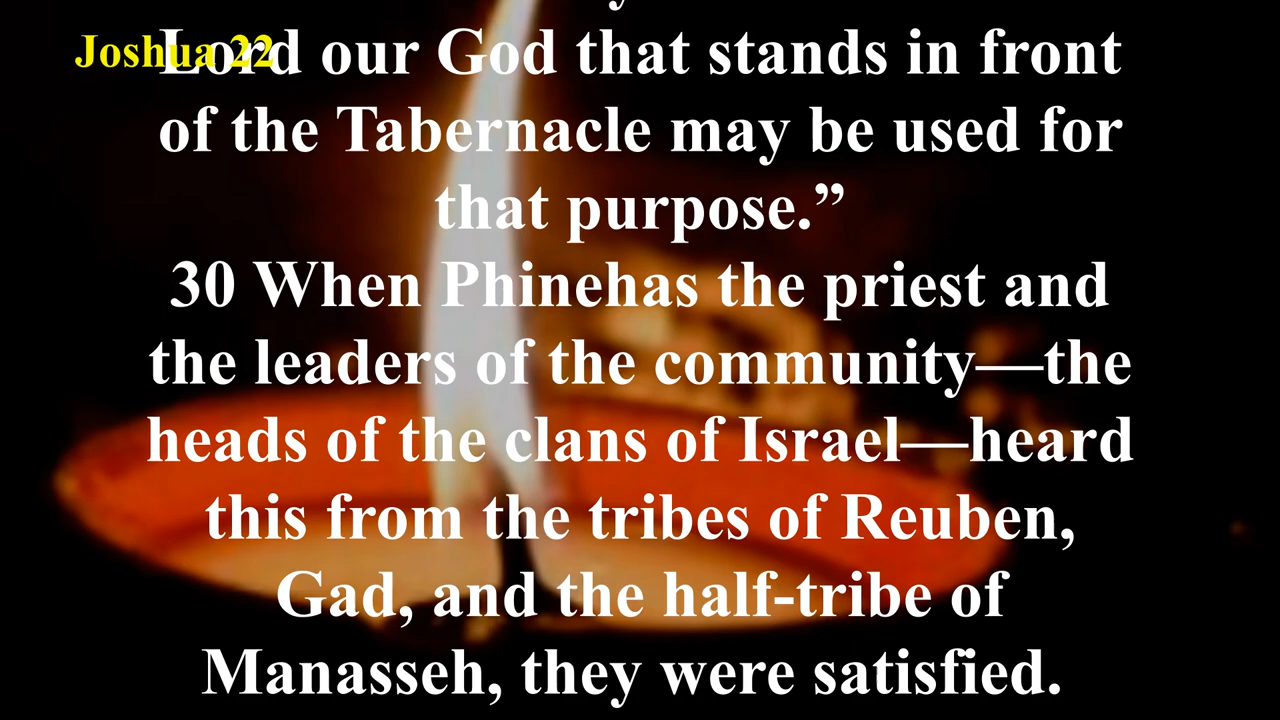 Joshua 22
Lord our God that stands in front
of the Tabernacle may be used for
that purpose.”
30 When Phinehas the priest and
the leaders of the community—the
heads of the clans of Israel—heard
this from the tribes of Reuben,
Gad, and the half-tribe of
Manasseh, they were satisfied.